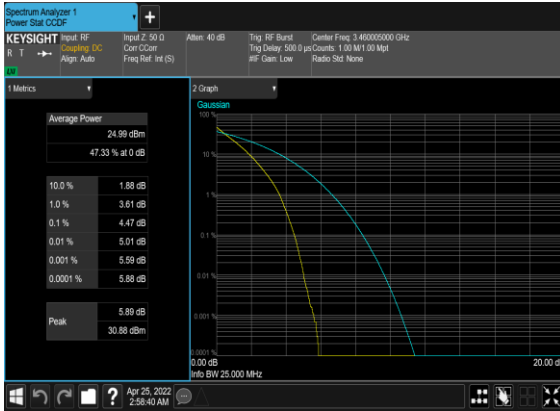 Spectrum Analyzer 1
Power Stat CCDF
KEYSIGHT
R T
Input: RF
Coupling: DC
Align: Auto
Input Z: 50 Ω
Corr CCorr
Freq Ref: Int (S)
Atten: 40 dB
Trig: RF Burst
Trig Delay: 500.0 µs
#IF Gain: Low
Center Freq: 3.460005000 GHz
Counts: 1.00 M/1.00 Mpt
Radio Std: None
1 Metrics
Average Power
24.99 dBm
47.33 % at 0 dB
10.0 % 1.88 dB
1.0 % 3.61 dB
0.1 % 4.47 dB
0.01 % 5.01 dB
0.001 % 5.59 dB
0.0001 % 5.88 dB
Peak
5.89 dB
30.88 dBm
2 Graph
Gaussian
100 %
10 %
1 %
0.1 %
0.01 %
0.001 %
0.0001 %
0.00 dB
20.00 d
Info BW 25.000 MHz
?
Apr 25, 2022
2:58:40 AM